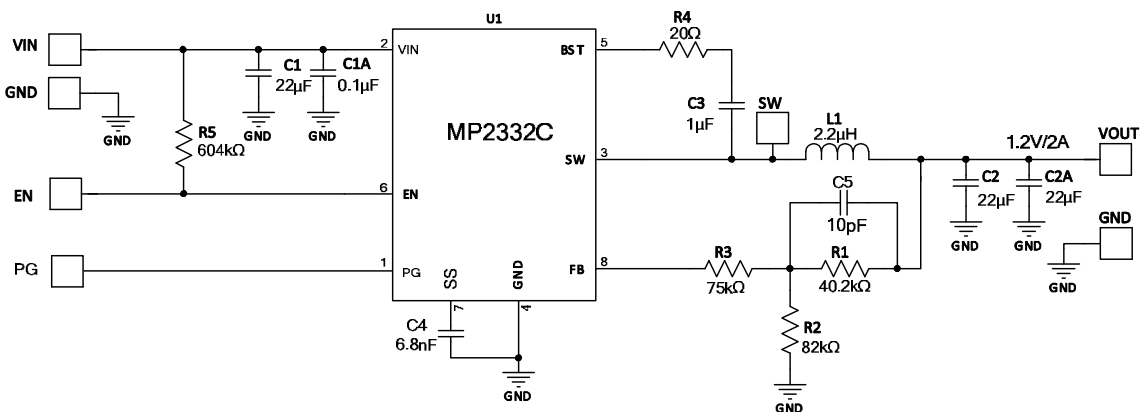 U1
MP2332C
VIN
GND
EN
PG
2
VIN
6
EN
1
PG
C1
22µF
GND
C1A
0.1µF
GND
GND
R5
604kΩ
SS
7
GND
4
C4
6.8nF
GND
BST
5
SW
3
FB
8
R4
20Ω
C3
1µF
SW
L1
2.2µH
1.2V/2A
VOUT
C5
10pF
R3
75kΩ
R1
40.2kΩ
R2
82kΩ
GND
C2
22µF
GND
C2A
22µF
GND
GND
GND